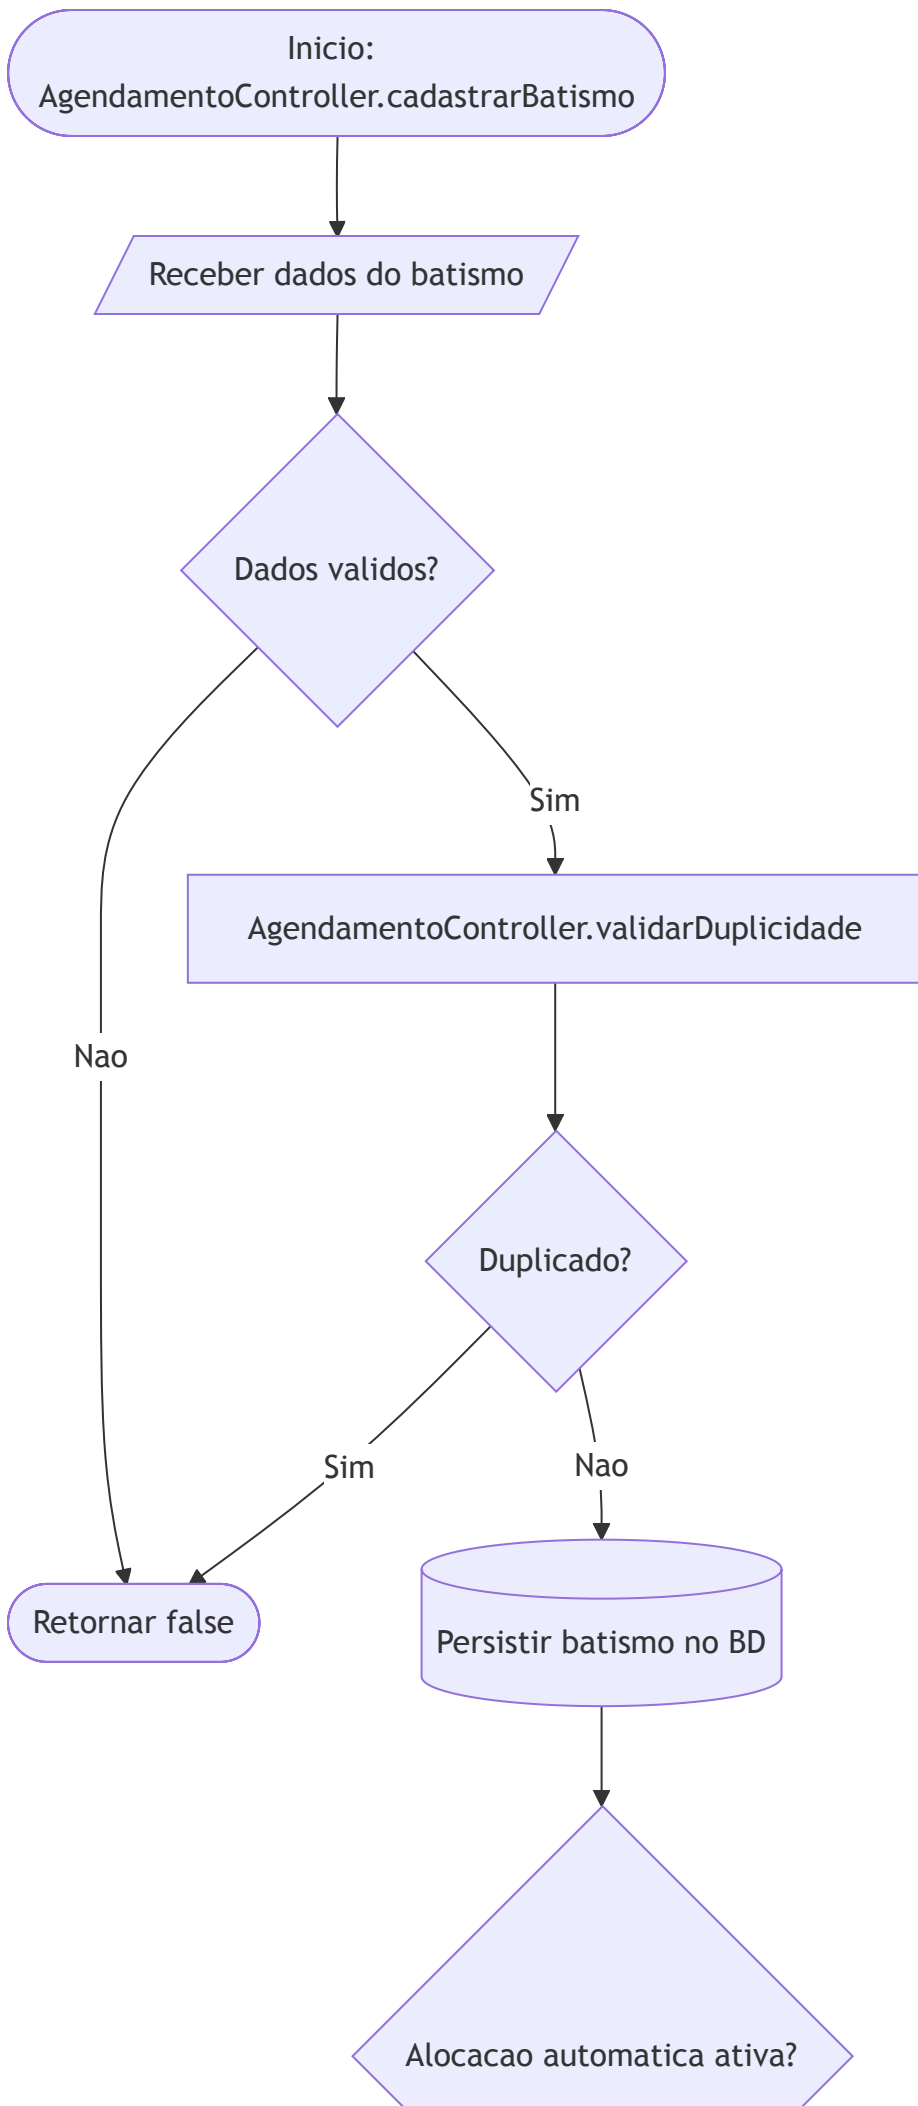 Inicio:
AgendamentoController.cadastrarBatismo
Receber dados do batismo
Dados validos?
Sim
AgendamentoController.validarDuplicidade
Nao
Duplicado?
Sim
Nao
Retornar false
Persistir batismo no BD
Alocacao automatica ativa?